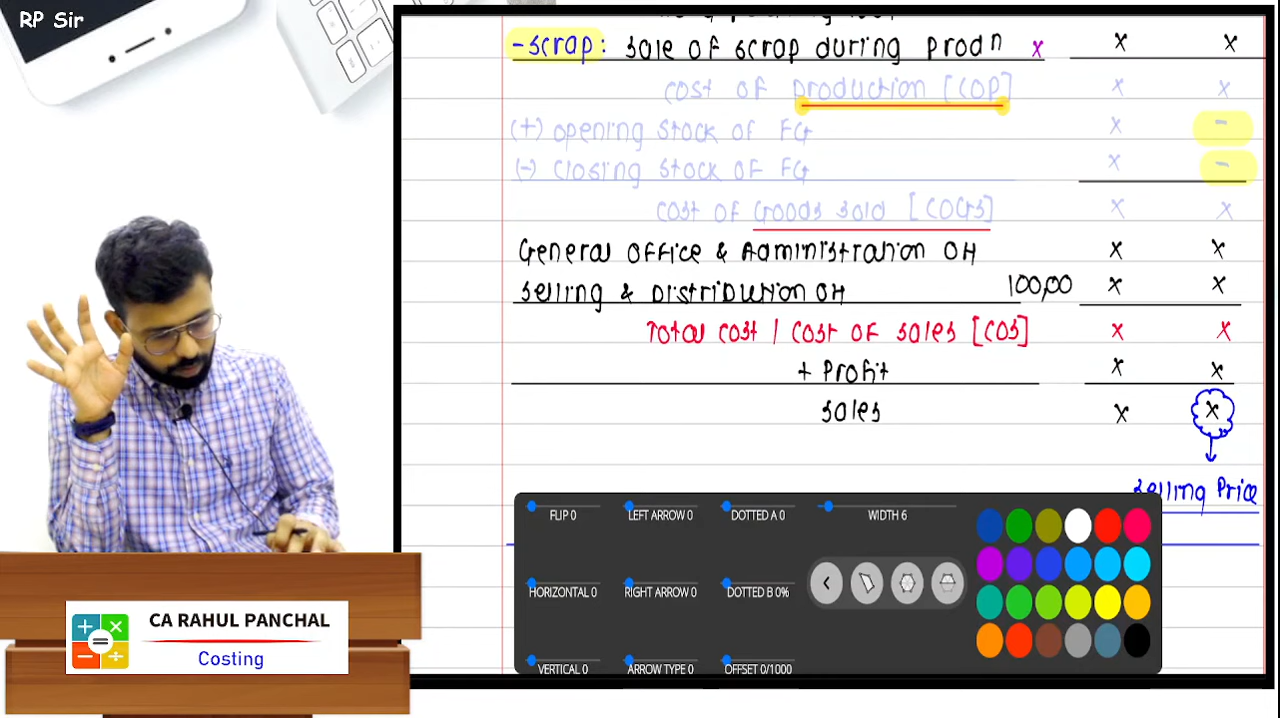 RP Sir
-Scrap: Sale of scrap during prodn x x x
Cost of Production [COP] x x
(+) opening stock of FG x -
(-) Closing stock of FG x -
Cost of Goods Sold [COGS] x x
General Office & Administration OH x x
Selling & Distribution OH 100,00 x x
Total cost / Cost of sales [COS] x x
+ Profit x x
Sales x x
Selling Price
FLIP 0 LEFT ARROW 0 DOTTED A 0 WIDTH 6
HORIZONTAL 0 RIGHT ARROW 0 DOTTED B 0%
VERTICAL 0 ARROW TYPE 0 OFFSET 0/1000
CA RAHUL PANCHAL
Costing